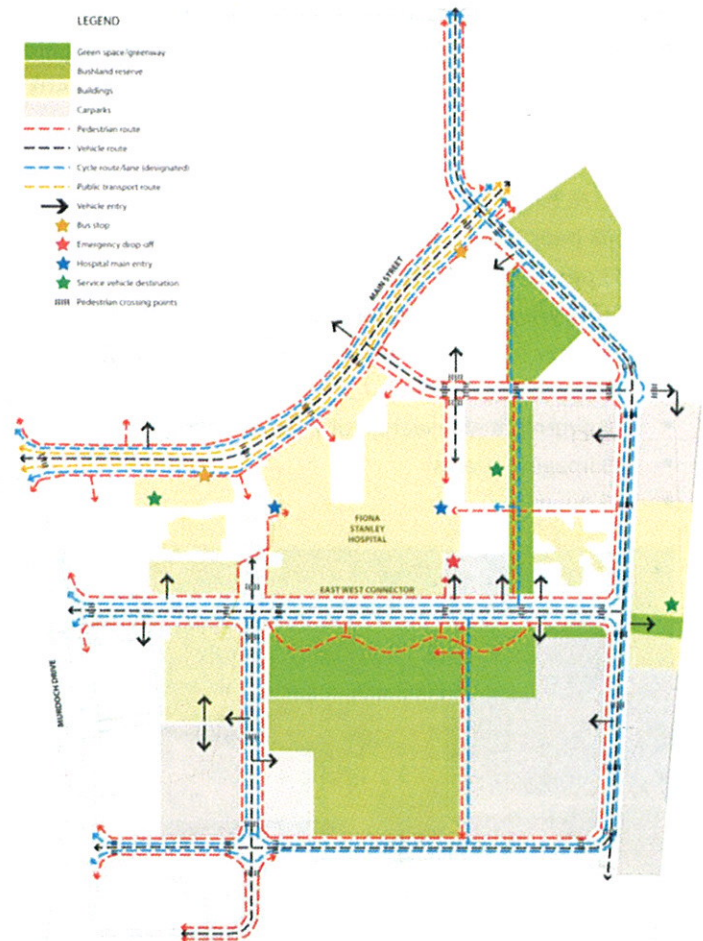 LEGEND
Green space/greenway
Bushland reserve
Buildings
Carparks
Pedestrian route
Vehicle route
Cycle route/lane (designated)
Public transport route
Vehicle entry
Bus stop
Emergency drop-off
Hospital main entry
Service vehicle destination
Pedestrian crossing points
MAIN STREET
FIONA
STANLEY
HOSPITAL
EAST WEST CONNECTOR
MURDOCH DRIVE